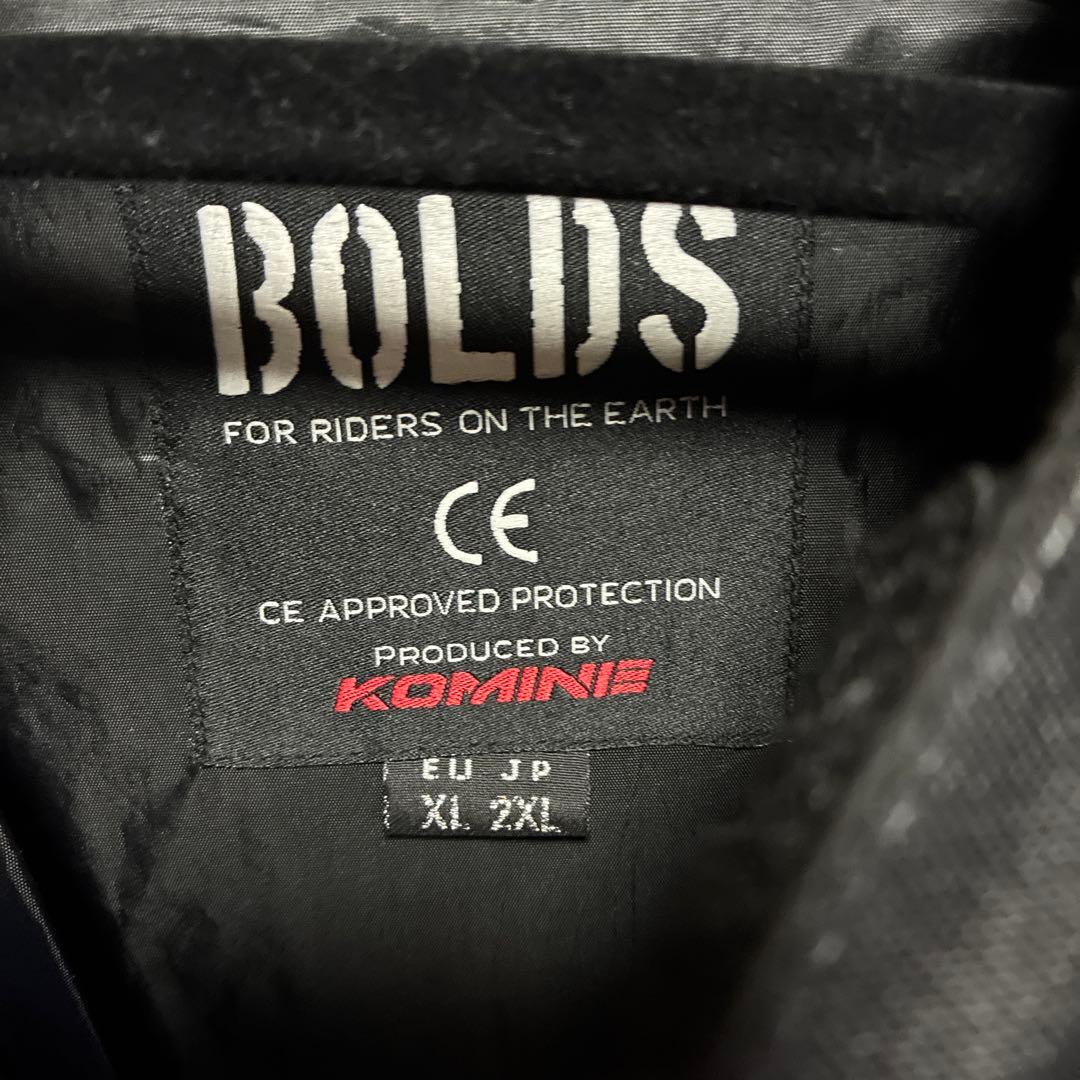 BOLDS
FOR RIDERS ON THE EARTH
CE
CE APPROVED PROTECTION
PRODUCED BY
KOMINE
EU JP
XL 2XL